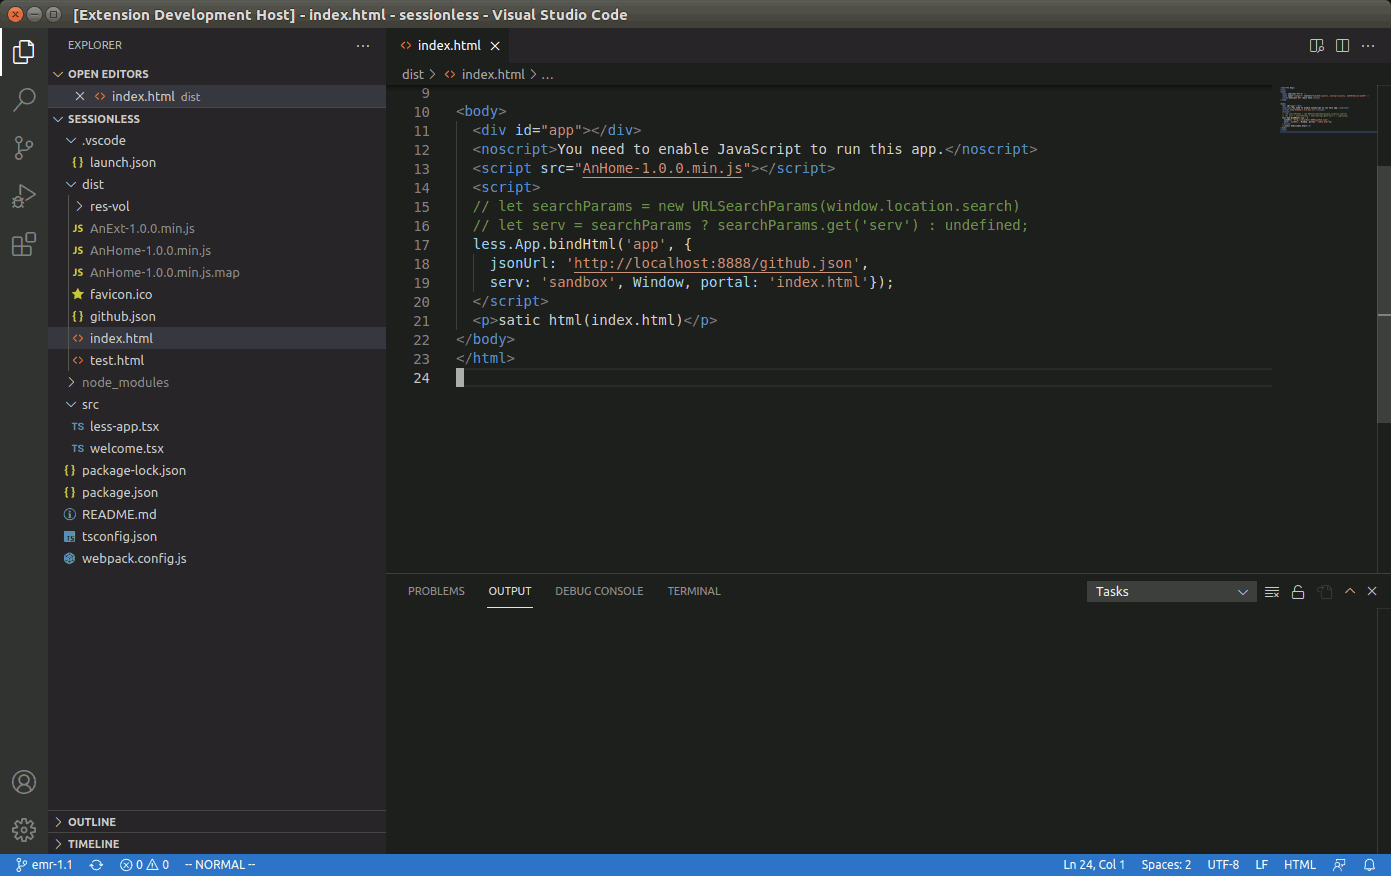 [Extension Development Host] - index.html - sessionless - Visual Studio Code
EXPLORER
OPEN EDITORS
index.html dist
SESSIONLESS
.vscode
{} launch.json
dist
res-vol
JS AnExt-1.0.0.min.js
JS AnHome-1.0.0.min.js
JS AnHome-1.0.0.min.js.map
favicon.ico
{} github.json
<> index.html
<> test.html
node_modules
src
TS less-app.tsx
TS welcome.tsx
{} package-lock.json
{} package.json
README.md
TS tsconfig.json
webpack.config.js
OUTLINE
TIMELINE
<> index.html
dist > <> index.html > ...
9
10 <body>
11 <div id="app"></div>
12 <noscript>You need to enable JavaScript to run this app.</noscript>
13 <script src="AnHome-1.0.0.min.js"></script>
14 <script>
15 // let searchParams = new URLSearchParams(window.location.search)
16 // let serv = searchParams ? searchParams.get('serv') : undefined;
17 less.App.bindHtml('app', {
18 jsonUrl: 'http://localhost:8888/github.json',
19 serv: 'sandbox', Window, portal: 'index.html'});
20 </script>
21 <p>satic html(index.html)</p>
22 </body>
23 </html>
24
PROBLEMS OUTPUT DEBUG CONSOLE TERMINAL Tasks
emr-1.1 0 0 -- NORMAL -- Ln 24, Col 1 Spaces: 2 UTF-8 LF HTML